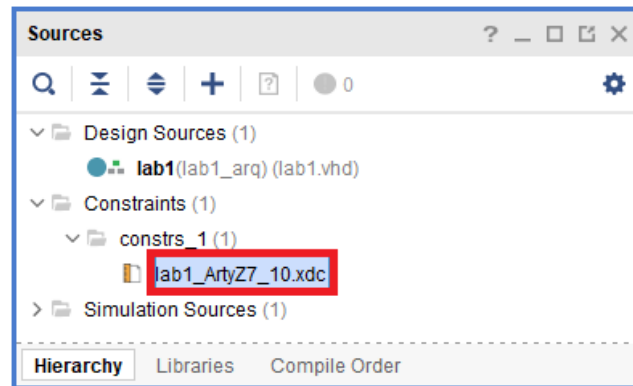 Sources
0
Design Sources (1)
lab1(lab1_arq) (lab1.vhd)
Constraints (1)
constrs_1 (1)
lab1_ArtyZ7_10.xdc
Simulation Sources (1)
Hierarchy Libraries Compile Order